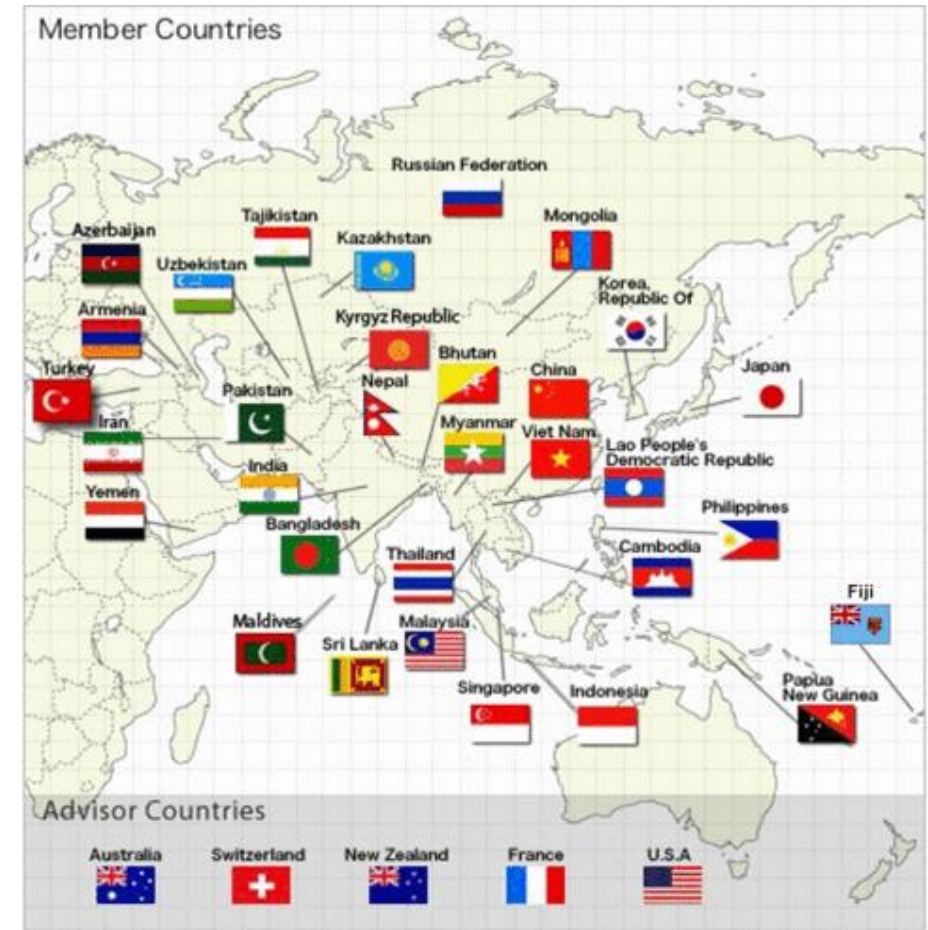 Member Countries
Russian Federation
Tajikistan
Mongolia
Azerbaijan
Kazakhstan
Uzbekistan
Korea,
Republic Of
Armenia
Kyrgyz Republic
Bhutan
Turkey
Japan
China
Pakistan
Nepal
Iran
Myanmar
Viet Nam
Lao People's
Democratic Republic
India
Yemen
Philippines
Bangladesh
Cambodia
Thailand
Fiji
Maldives
Malaysia
Sri Lanka
Papua
New Guinea
Singapore
Indonesia
Advisor Countries
Australia
Switzerland
New Zealand
France
U.S.A